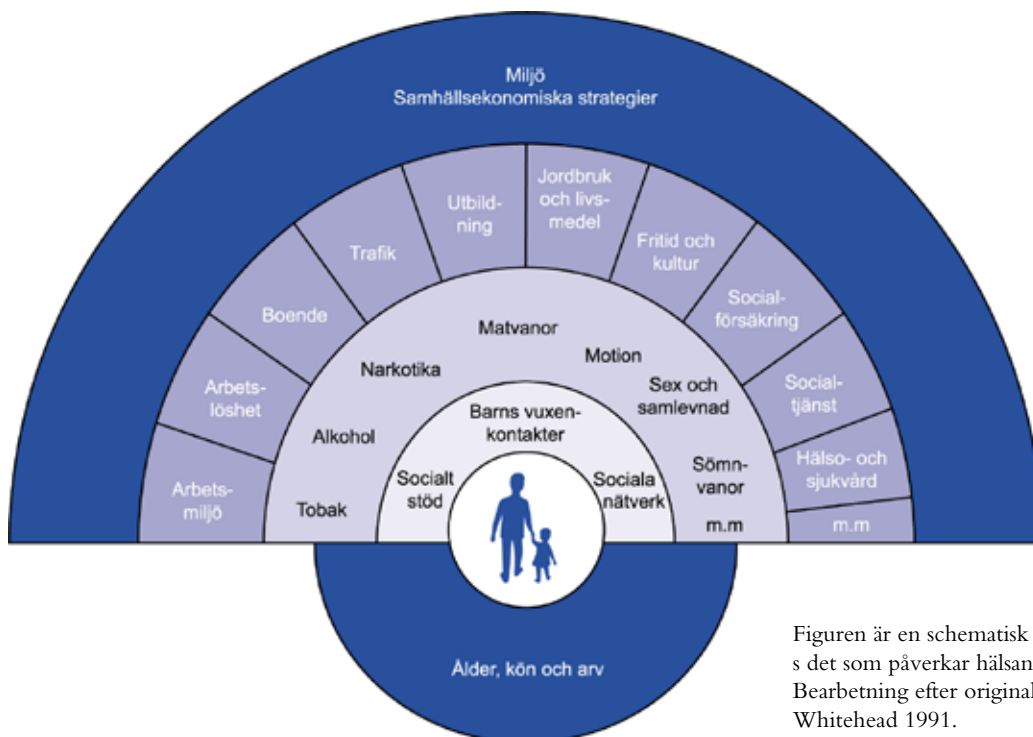 Miljö
Samhällsekonomiska strategier
Arbets-
miljö
Arbets-
löshet
Boende
Trafik
Utbild-
ning
Jordbruk
och livs-
medel
Fritid och
kultur
Social-
försäkring
Social-
tjänst
Hälso- och
sjukvård
m.m
Tobak
Alkohol
Narkotika
Matvanor
Motion
Sex och
samlevnad
Sömn-
vanor
m.m
Socialt
stöd
Barns vuxen-
kontakter
Sociala
nätverk
Ålder, kön och arv
Figuren är en schematisk
s det som påverkar hälsan
Bearbetning efter original
Whitehead 1991.